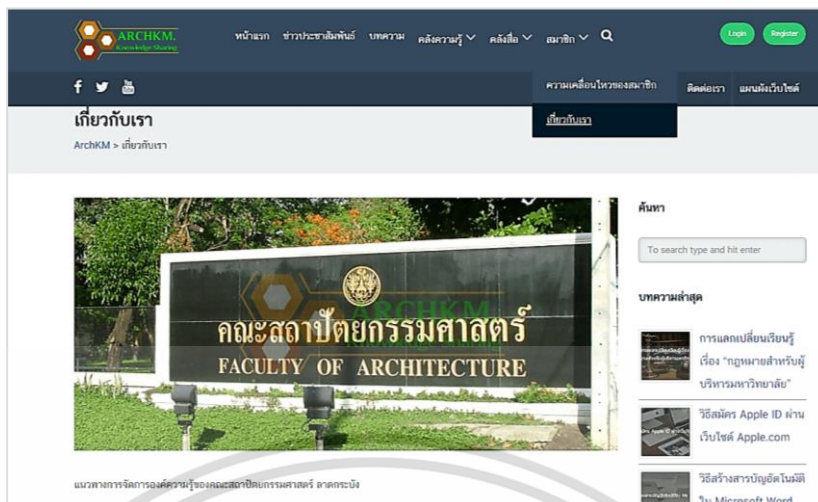 ARCHKM.
Knowledge Sharing
หน้าแรก ข่าวประชาสัมพันธ์ บทความ คลังความรู้ คลังสื่อ สมาชิก
Login Register
ความเคลื่อนไหวของสมาชิก
ติดต่อเรา แผนผังเว็บไซต์
เกี่ยวกับเรา
เกี่ยวกับเรา
ArchKM > เกี่ยวกับเรา
ARCHKM
คณะสถาปัตยกรรมศาสตร์
FACULTY OF ARCHITECTURE
แนวทางการจัดการองค์ความรู้ของคณะสถาปัตยกรรมศาสตร์ ลาดกระบัง
ค้นหา
To search type and hit enter
บทความล่าสุด
การแลกเปลี่ยนเรียนรู้
เรื่อง "กฎหมายสำหรับผู้
บริหารมหาวิทยาลัย"
วิธีสมัคร Apple ID ผ่าน
เว็บไซต์ Apple.com
วิธีสร้างสารบัญอัตโนมัติ
ใน Microsoft Word